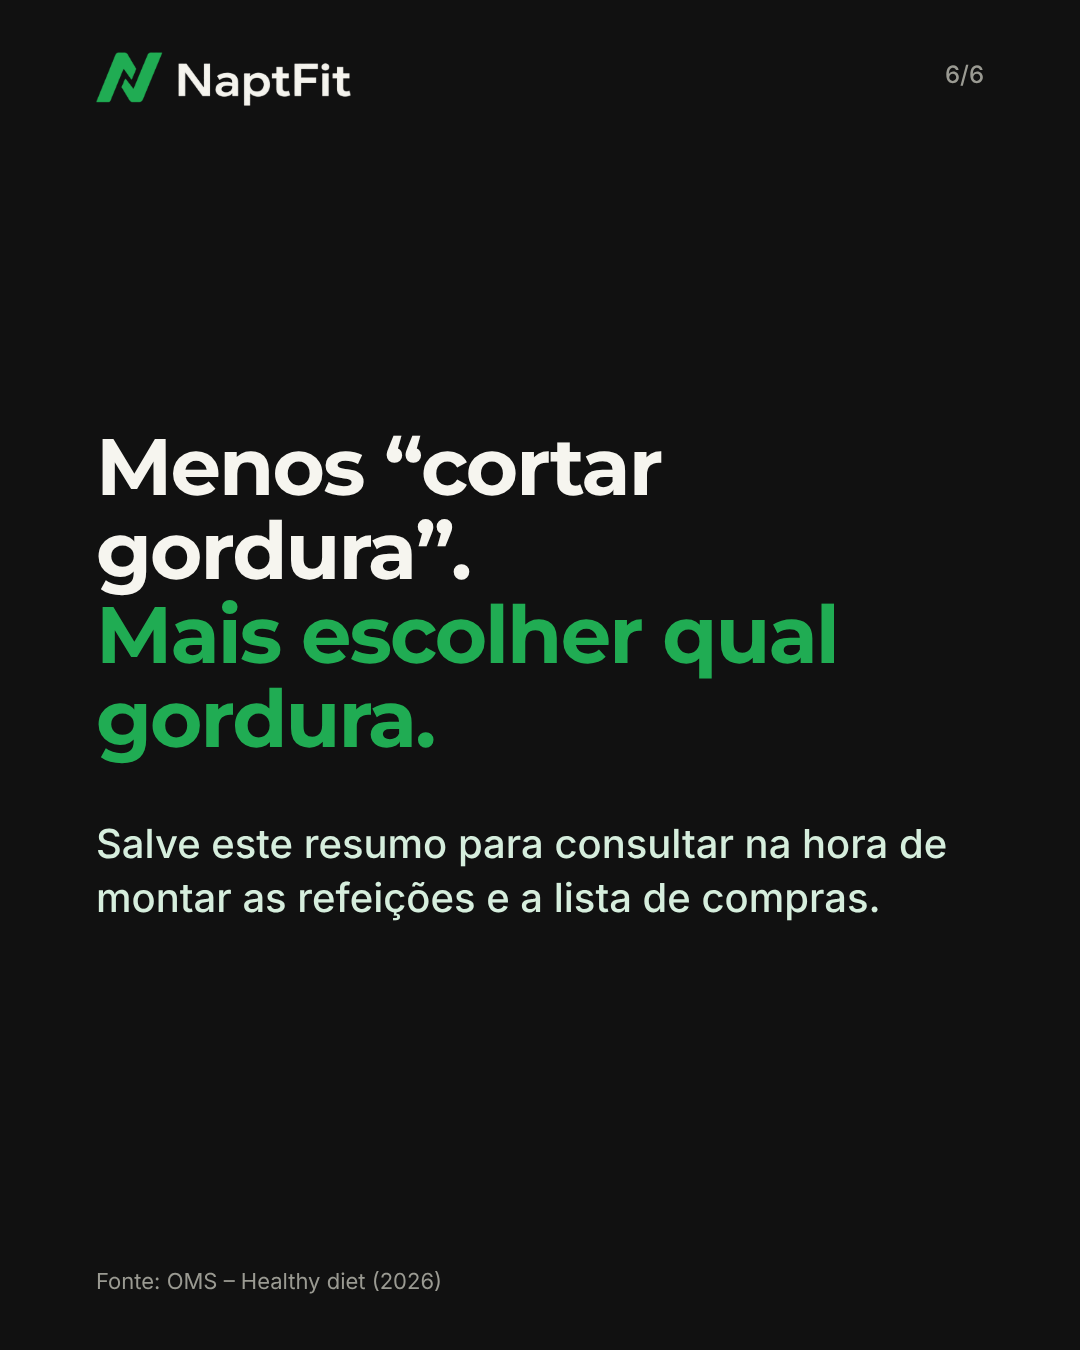 NaptFit
6/6
Menos “cortar
gordura”.
Mais escolher qual
gordura.
Salve este resumo para consultar na hora de
montar as refeições e a lista de compras.
Fonte: OMS – Healthy diet (2026)